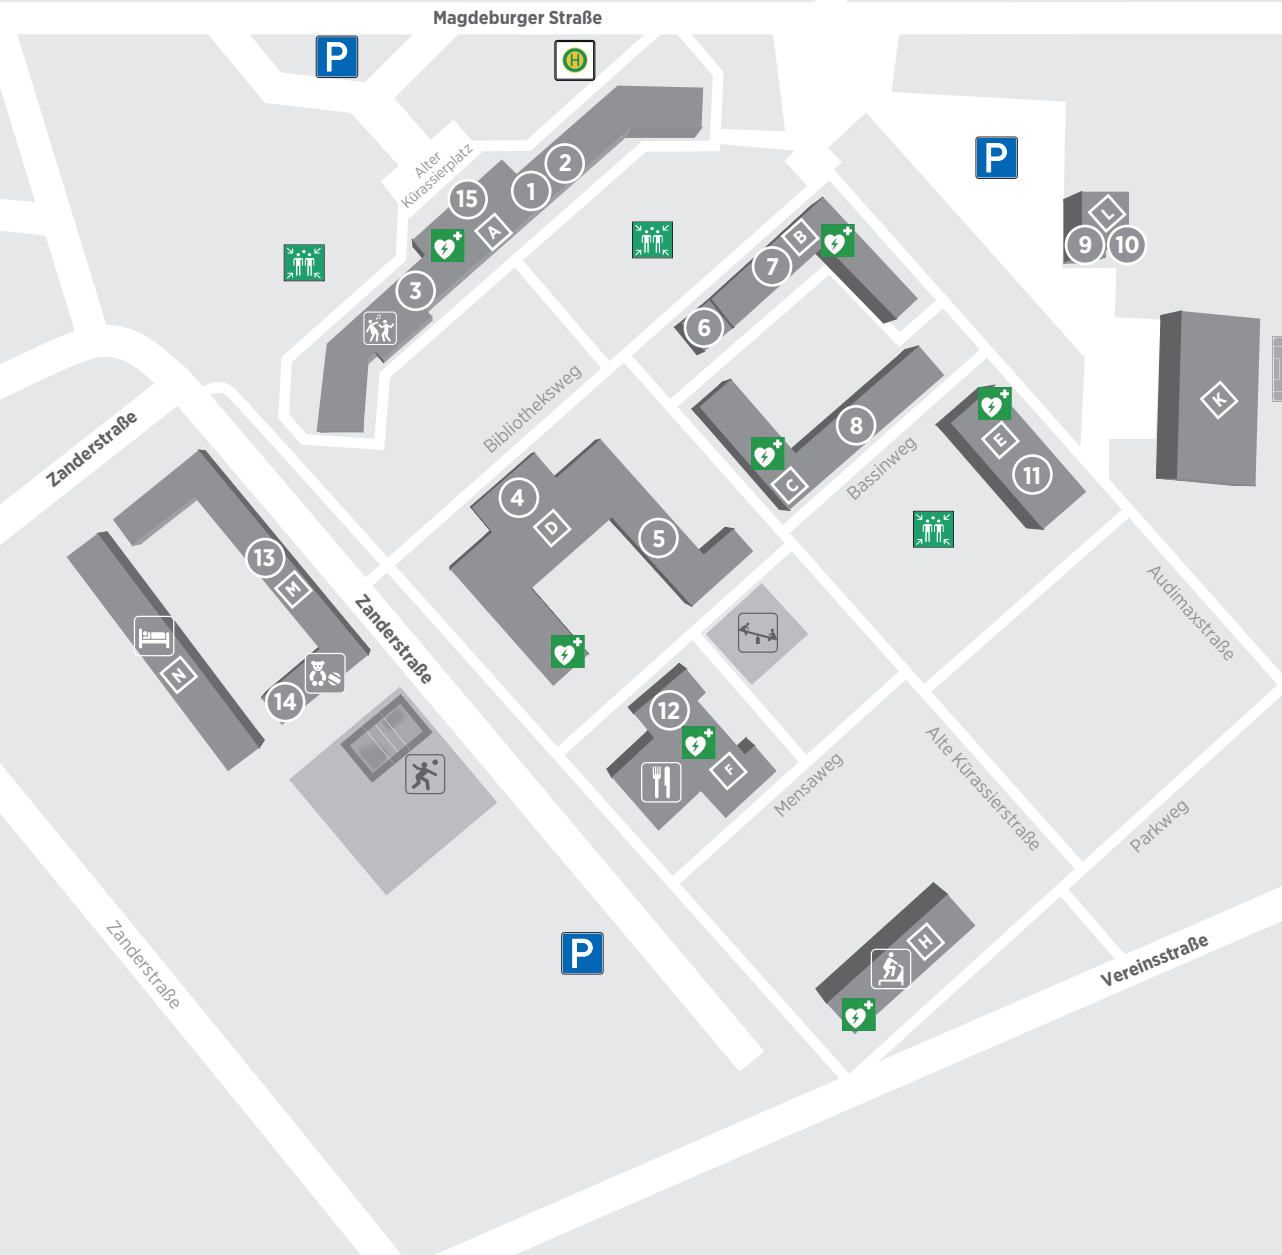 Magdeburger Straße
P
H
Alter
Kürassierplatz
2
1
15
A
3
P
L
9
10
B
7
6
K
Bibliotheksweg
8
C
Bassinweg
E
11
Zanderstraße
4
D
5
13
M
N
14
Zanderstraße
Audimaxstraße
12
F
Mensaweg
Alte Kürassierstraße
Parkweg
H
P
Zanderstraße
Vereinsstraße